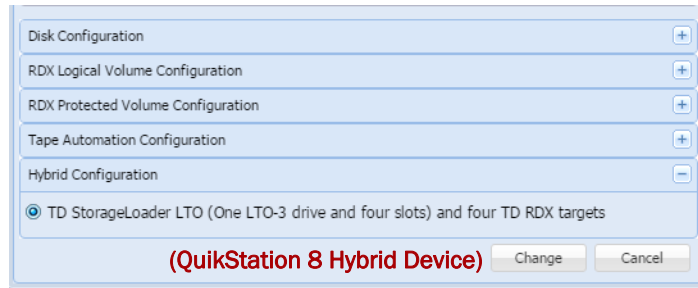 Disk Configuration
RDX Logical Volume Configuration
RDX Protected Volume Configuration
Tape Automation Configuration
Hybrid Configuration
TD StorageLoader LTO (One LTO-3 drive and four slots) and four TD RDX targets
(QuikStation 8 Hybrid Device) Change Cancel